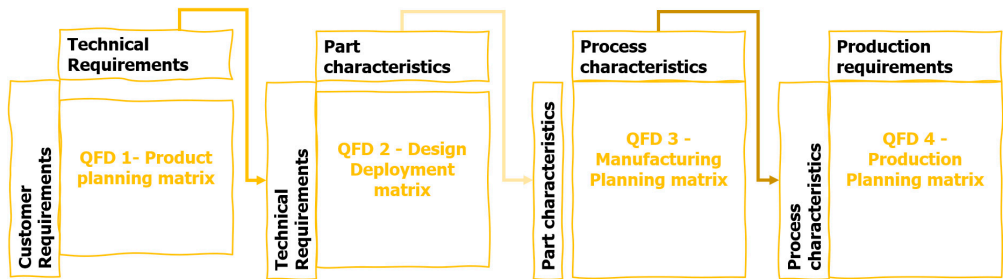 Technical
Requirements
Customer
Requirements
QFD 1- Product
planning matrix
Part
characteristics
Technical
Requirements
QFD 2 - Design
Deployment
matrix
Process
characteristics
Part characteristics
QFD 3 -
Manufacturing
Planning matrix
Production
requirements
Process
characteristics
QFD 4 -
Production
Planning matrix